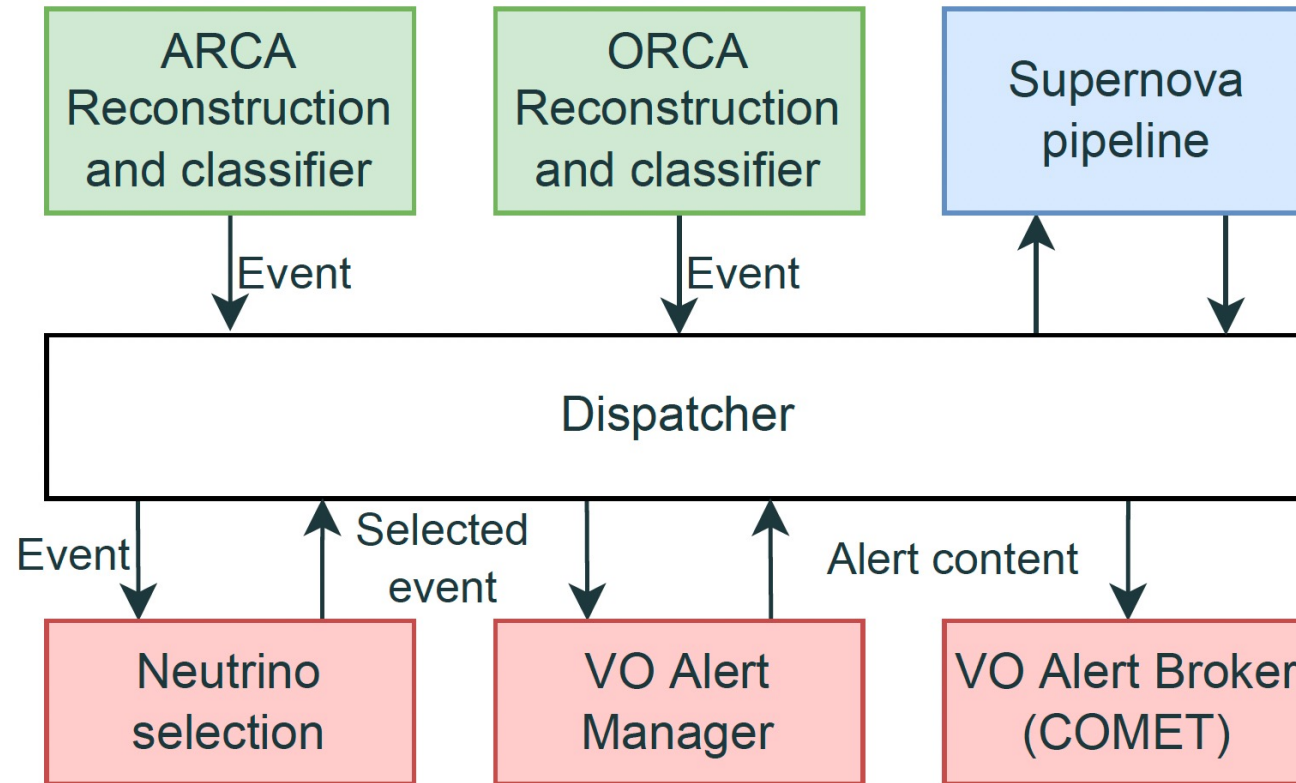 ARCA
Reconstruction
and classifier
ORCA
Reconstruction
and classifier
Supernova
pipeline
Event
Event
Dispatcher
Event
Selected
event
Alert content
Neutrino
selection
VO Alert
Manager
VO Alert Broker
(COMET)